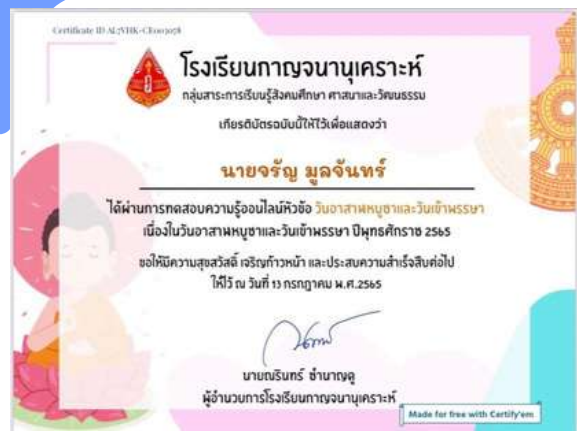 Certificate ID
โรงเรียนกาญจนานุเคราะห์
กลุ่มสาระการเรียนรู้สังคมศึกษา ศาสนาและวัฒนธรรม
เกียรติบัตรฉบับนี้ให้ไว้เพื่อแสดงว่า
นายจรัญ มูลจันทร์
ได้ผ่านการทดสอบความรู้ออนไลน์หัวข้อ วันอาสาฬหบูชาและวันเข้าพรรษา
เนื่องในวันอาสาฬหบูชาและวันเข้าพรรษา ปีพุทธศักราช 2565
ขอให้มีความสุขสวัสดิ์ เจริญก้าวหน้า และประสบความสำเร็จสืบต่อไป
ให้ไว้ ณ วันที่ 13 กรกฎาคม พ.ศ.2565
นายณรินทร์ ชำนาญดู
ผู้อำนวยการโรงเรียนกาญจนานุเคราะห์
Made for free with Certify'em